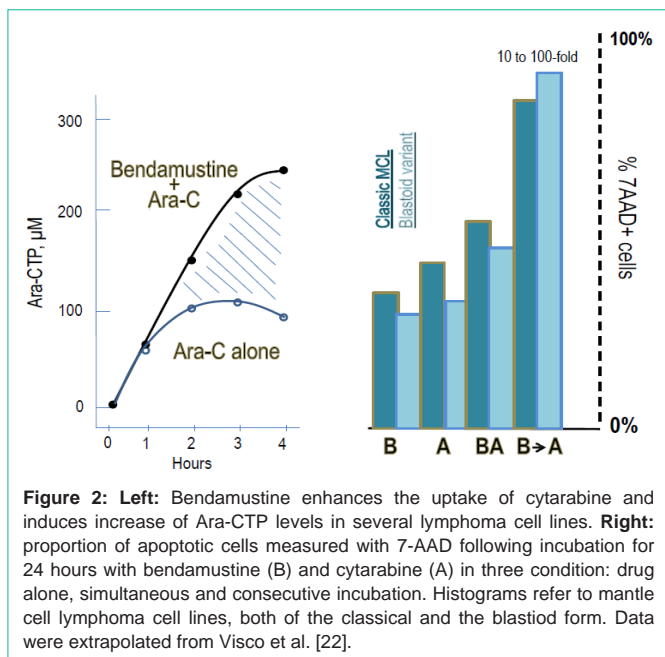 300
200
100
0
Ara-CTP, µM
Bendamustine
+
Ara-C
Ara-C alone
0 1 2 3 4
Hours
Classic MCL
Blastoid variant
10 to 100-fold
100%
% 7AAD+ cells
0%
B A BA B→A
Figure 2: Left: Bendamustine enhances the uptake of cytarabine and
induces increase of Ara-CTP levels in several lymphoma cell lines. Right:
proportion of apoptotic cells measured with 7-AAD following incubation for
24 hours with bendamustine (B) and cytarabine (A) in three condition: drug
alone, simultaneous and consecutive incubation. Histograms refer to mantle
cell lymphoma cell lines, both of the classical and the blastiod form. Data
were extrapolated from Visco et al. [22].